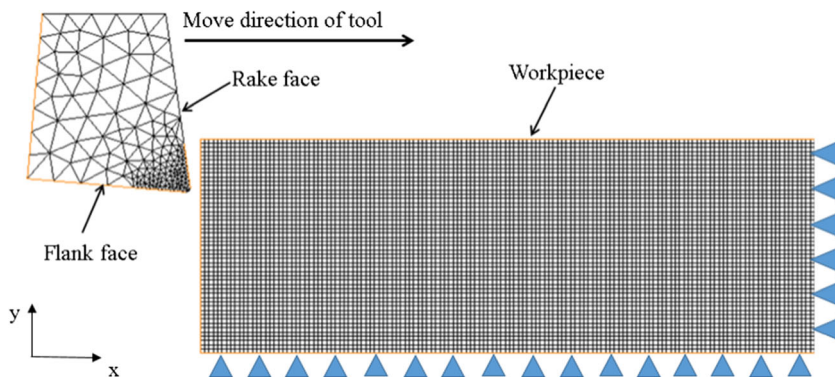 Move direction of tool
Rake face
Workpiece
Flank face
y
x